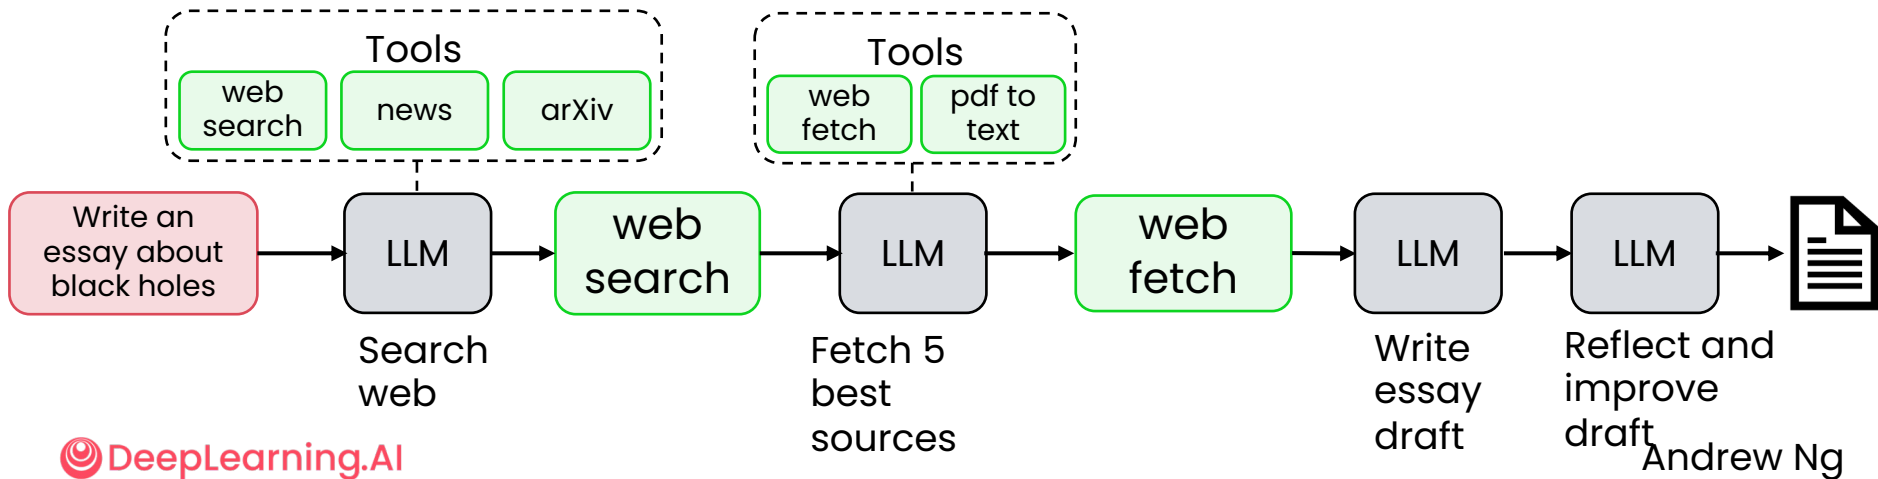 Tools
web
search
news
arXiv
Tools
web
fetch
pdf to
text
Write an
essay about
black holes
LLM
web
search
LLM
web
fetch
LLM
LLM
Search
web
Fetch 5
best
sources
Write
essay
draft
Reflect and
improve
draft
DeepLearning.AI
Andrew Ng